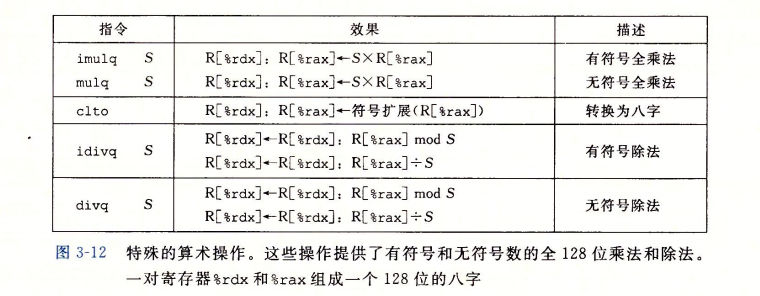 指令 效果 描述
imulq S R[%rdx]：R[%rax]←S×R[%rax] 有符号全乘法
mulq S R[%rdx]：R[%rax]←S×R[%rax] 无符号全乘法
clto R[%rdx]：R[%rax]←符号扩展(R[%rax]) 转换为八字
idivq S R[%rdx]←R[%rdx]：R[%rax] mod S 有符号除法
R[%rdx]←R[%rdx]：R[%rax]÷S
divq S R[%rdx]←R[%rdx]：R[%rax] mod S 无符号除法
R[%rdx]←R[%rdx]：R[%rax]÷S
图 3-12 特殊的算术操作。这些操作提供了有符号和无符号数的全 128 位乘法和除法。
一对寄存器%rdx 和%rax 组成一个 128 位的八字